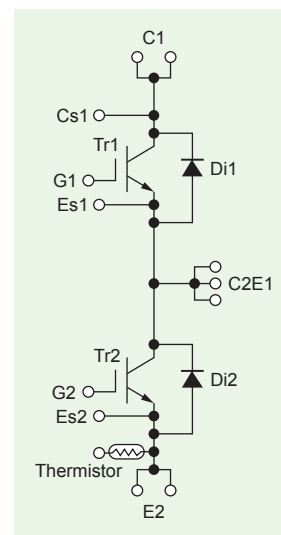 C1
Cs1
Tr1
Di1
G1
Es1
C2E1
Tr2
Di2
G2
Es2
Thermistor
E2